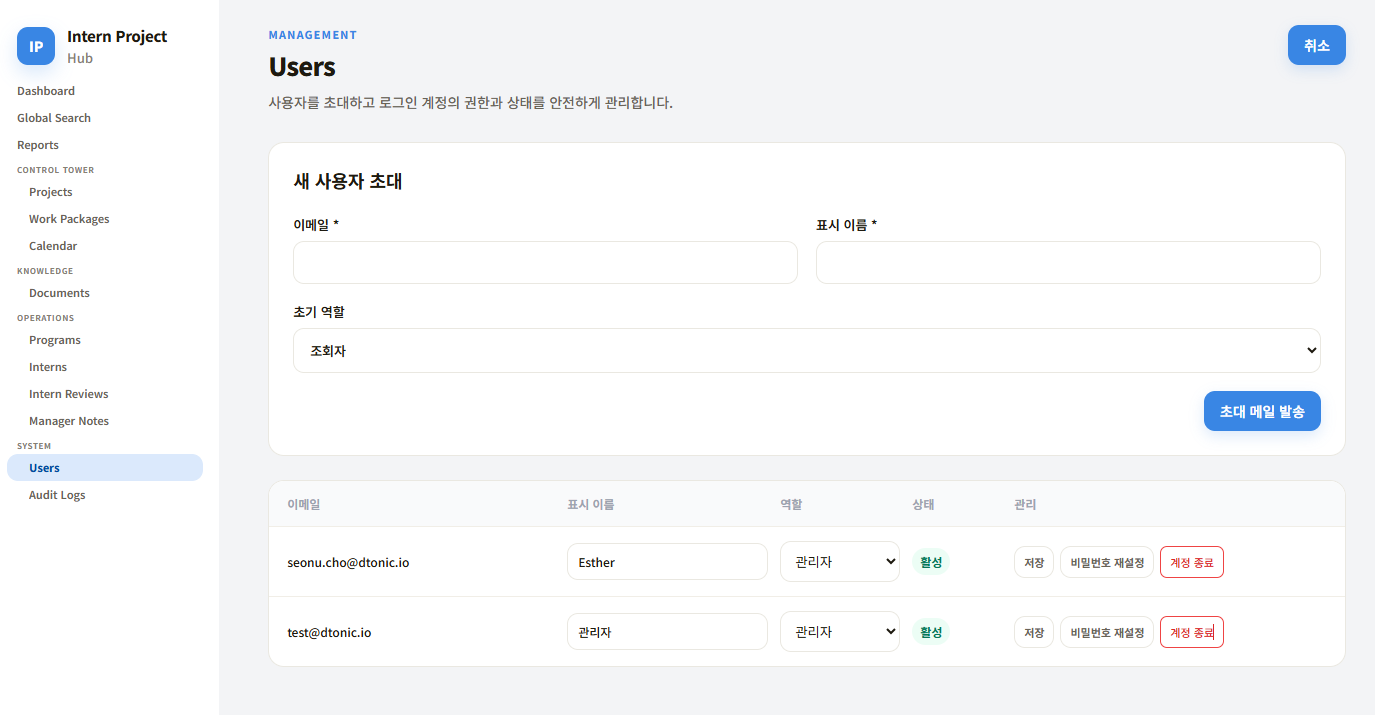 IP
Intern Project
Hub
Dashboard
Global Search
Reports
CONTROL TOWER
Projects
Work Packages
Calendar
KNOWLEDGE
Documents
OPERATIONS
Programs
Interns
Intern Reviews
Manager Notes
SYSTEM
Users
Audit Logs
MANAGEMENT
Users
사용자를 초대하고 로그인 계정의 권한과 상태를 안전하게 관리합니다.
취소
새 사용자 초대
이메일 * 표시 이름 *
초기 역할
조회자
초대 메일 발송
이메일 표시 이름 역할 상태 관리
seonu.cho@dtonic.io Esther 관리자 활성 저장 비밀번호 재설정 계정 종료
test@dtonic.io 관리자 관리자 활성 저장 비밀번호 재설정 계정 종료